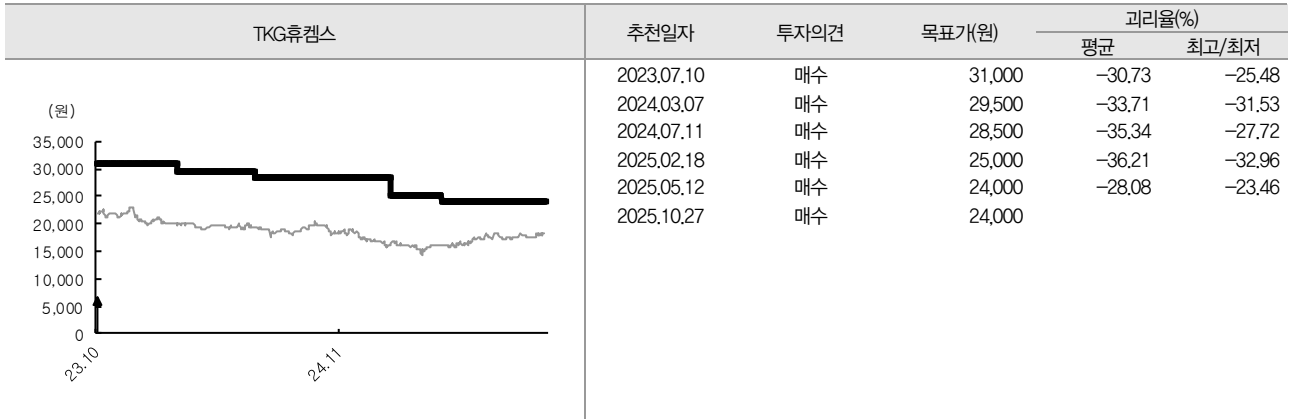 TKG휴켐스
추천일자 투자의견 목표가(원) 괴리율(%)
평균 최고/최저
2023.07.10 매수 31,000 -30.73 -25.48
2024.03.07 매수 29,500 -33.71 -31.53
2024.07.11 매수 28,500 -35.34 -27.72
2025.02.18 매수 25,000 -36.21 -32.96
2025.05.12 매수 24,000 -28.08 -23.46
2025.10.27 매수 24,000
(원)
35,000
30,000
25,000
20,000
15,000
10,000
5,000
0
23.10
24.11